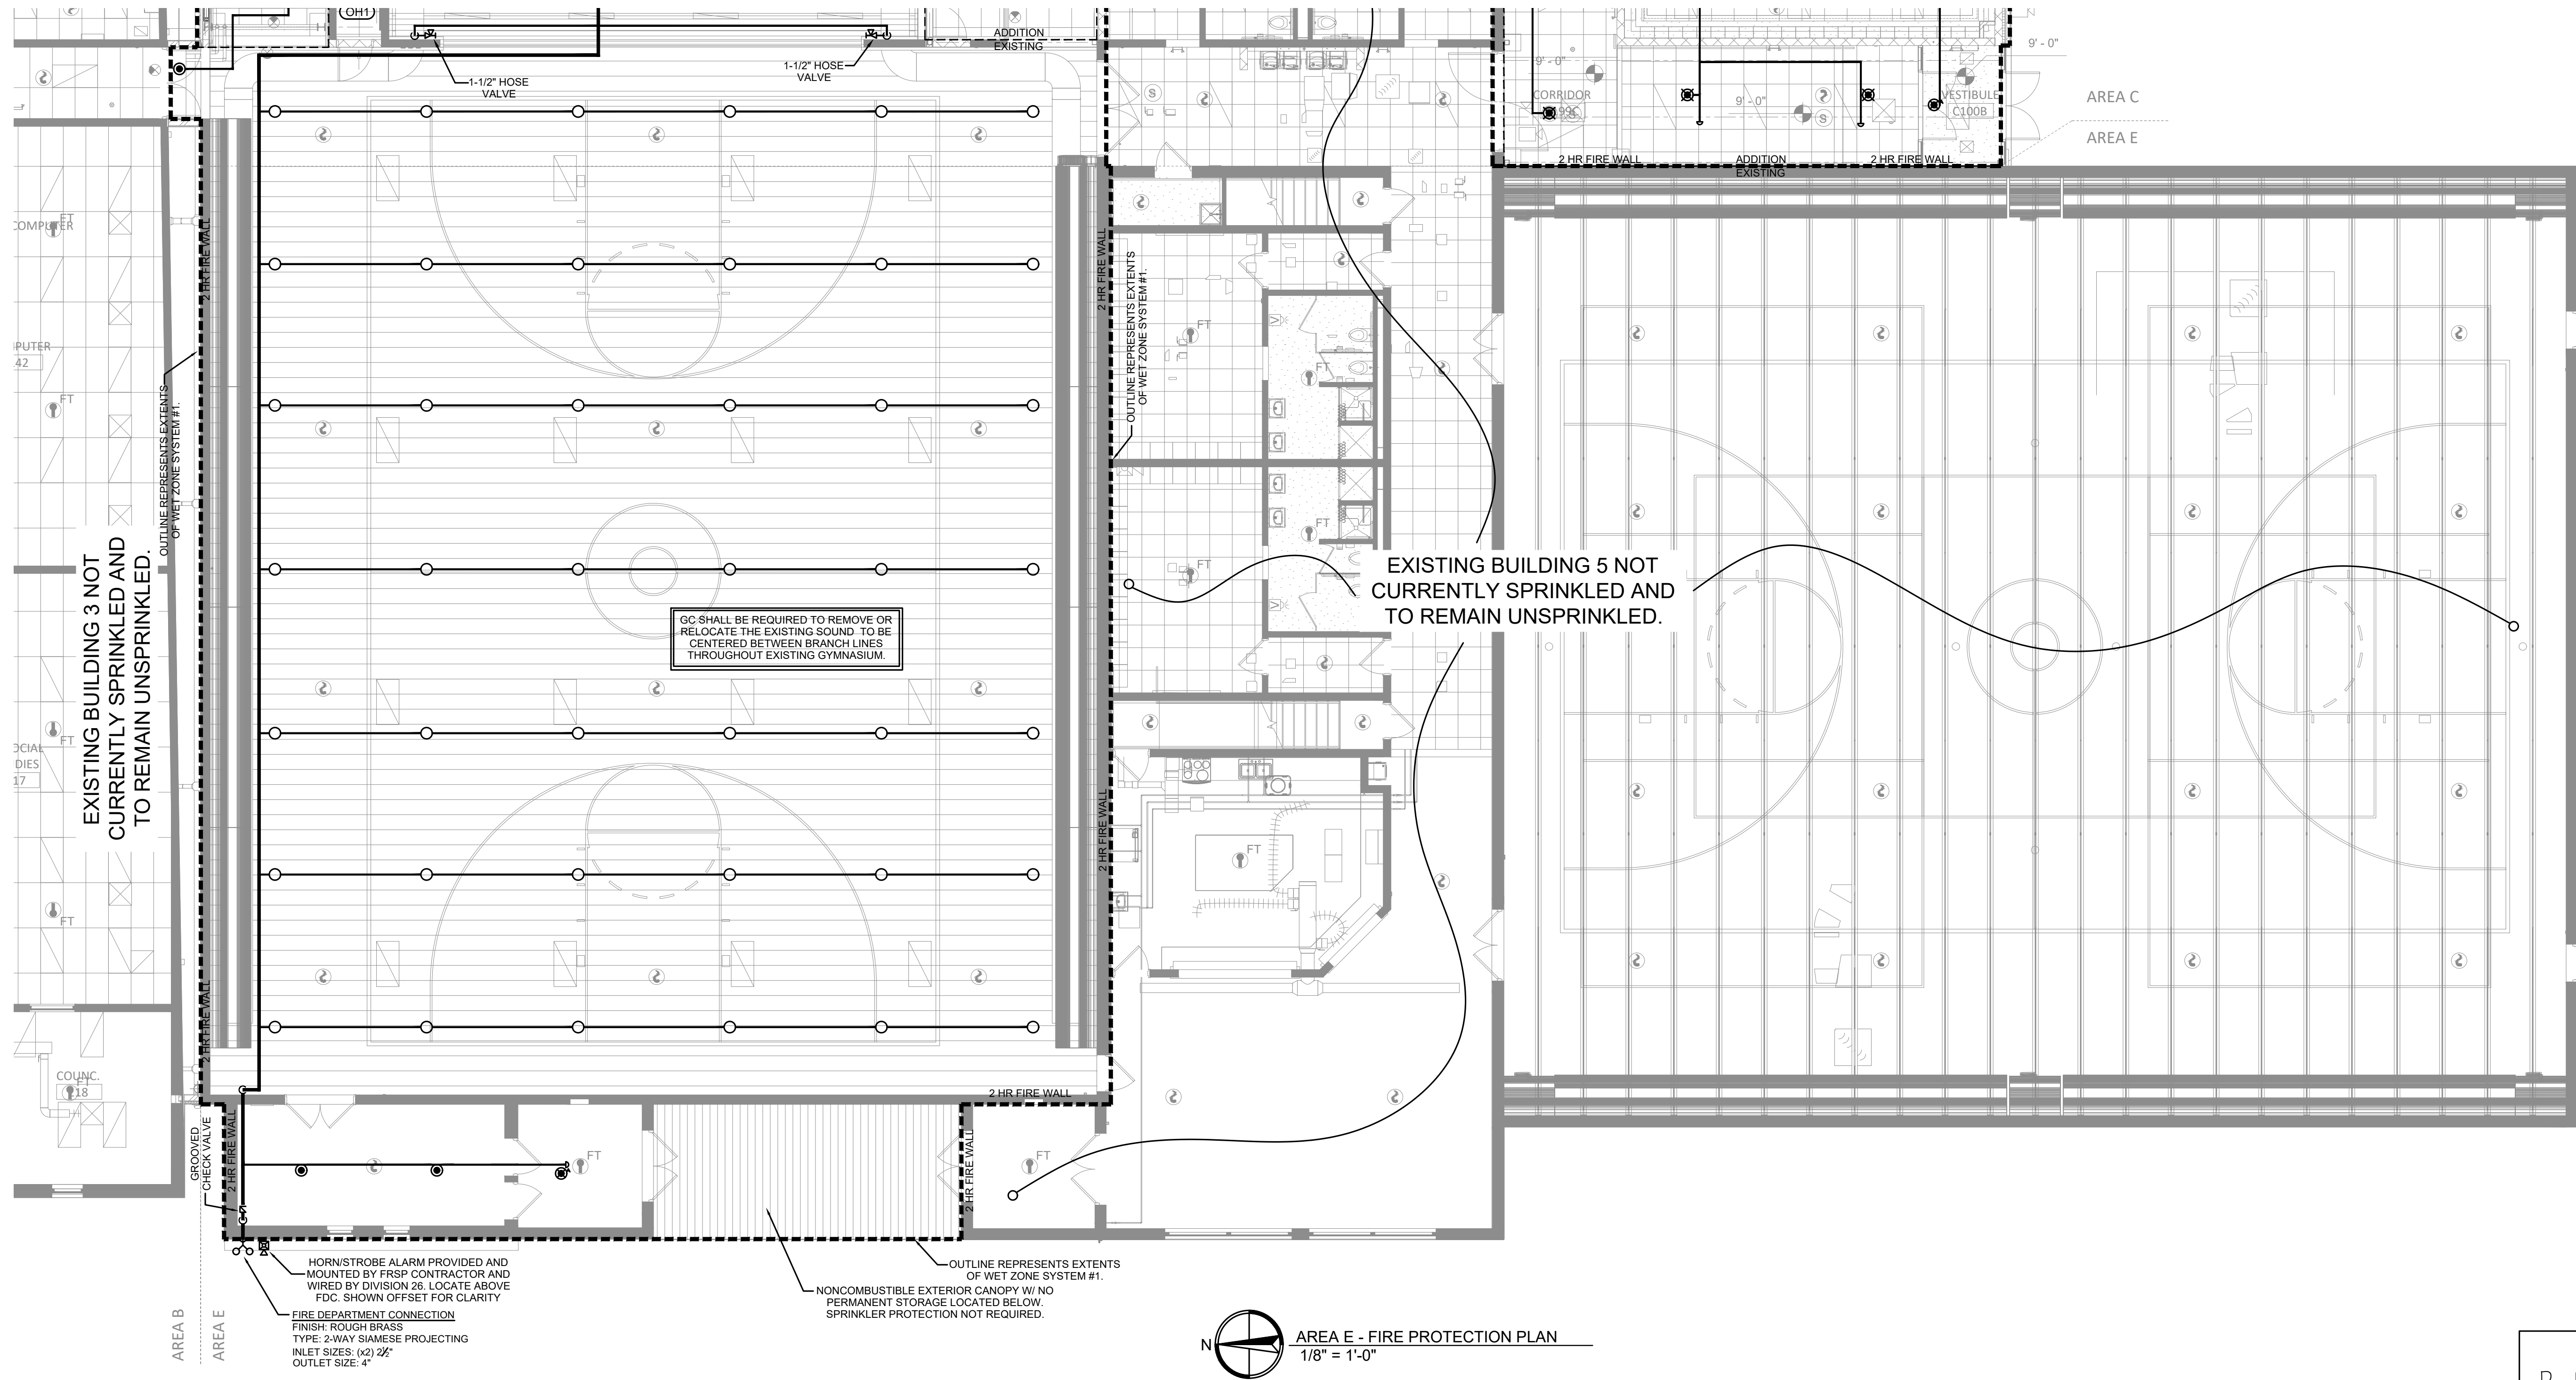 OH1
ADDITION
EXISTING
1-1/2" HOSE
VALVE
1-1/2" HOSE
VALVE
9' - 0"
9' - 0"
9' - 0"
CORRIDOR
VESTIBULE
C100B
AREA C
AREA E
2 HR FIRE WALL
ADDITION
EXISTING
2 HR FIRE WALL
S
S
COMPUTER
FT
2 HR FIRE WALL
2 HR FIRE WALL
OUTLINE REPRESENTS EXTENTS
OF WET ZONE SYSTEM #1.
FT
FT
PUTER
42
FT
OUTLINE REPRESENTS EXTENTS
OF WET ZONE SYSTEM #1.
EXISTING BUILDING 3 NOT
CURRENTLY SPRINKLED AND
TO REMAIN UNSPRINKLED.
FT
FT
EXISTING BUILDING 5 NOT
CURRENTLY SPRINKLED AND
TO REMAIN UNSPRINKLED.
GC SHALL BE REQUIRED TO REMOVE OR
RELOCATE THE EXISTING SOUND TO BE
CENTERED BETWEEN BRANCH LINES
THROUGHOUT EXISTING GYMNASIUM.
FT
OCIAL
DIES
17
2 HR FIRE WALL
FT
FT
2 HR FIRE WALL
COUNC.
FT
18
2 HR FIRE WALL
GROOVED
CHECK VALVE
2 HR FIRE WALL
FT
2 HR FIRE WALL
FT
HORN/STROBE ALARM PROVIDED AND
MOUNTED BY FRSP CONTRACTOR AND
WIRED BY DIVISION 26. LOCATE ABOVE
FDC. SHOWN OFFSET FOR CLARITY
OUTLINE REPRESENTS EXTENTS
OF WET ZONE SYSTEM #1.
NONCOMBUSTIBLE EXTERIOR CANOPY W/ NO
PERMANENT STORAGE LOCATED BELOW.
SPRINKLER PROTECTION NOT REQUIRED.
AREA B
AREA E
FIRE DEPARTMENT CONNECTION
FINISH: ROUGH BRASS
TYPE: 2-WAY SIAMESE PROJECTING
INLET SIZES: (x2) 2½"
OUTLET SIZE: 4"
N
AREA E - FIRE PROTECTION PLAN
1/8" = 1'-0"